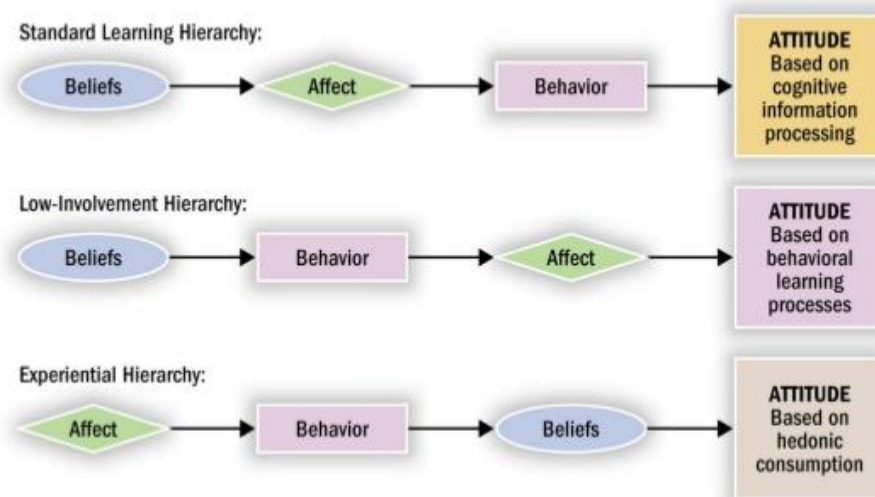 Standard Learning Hierarchy:
Beliefs
Affect
Behavior
ATTITUDE
Based on
cognitive
information
processing
Low-Involvement Hierarchy:
Beliefs
Behavior
Affect
ATTITUDE
Based on
behavioral
learning
processes
Experiential Hierarchy:
Affect
Behavior
Beliefs
ATTITUDE
Based on
hedonic
consumption